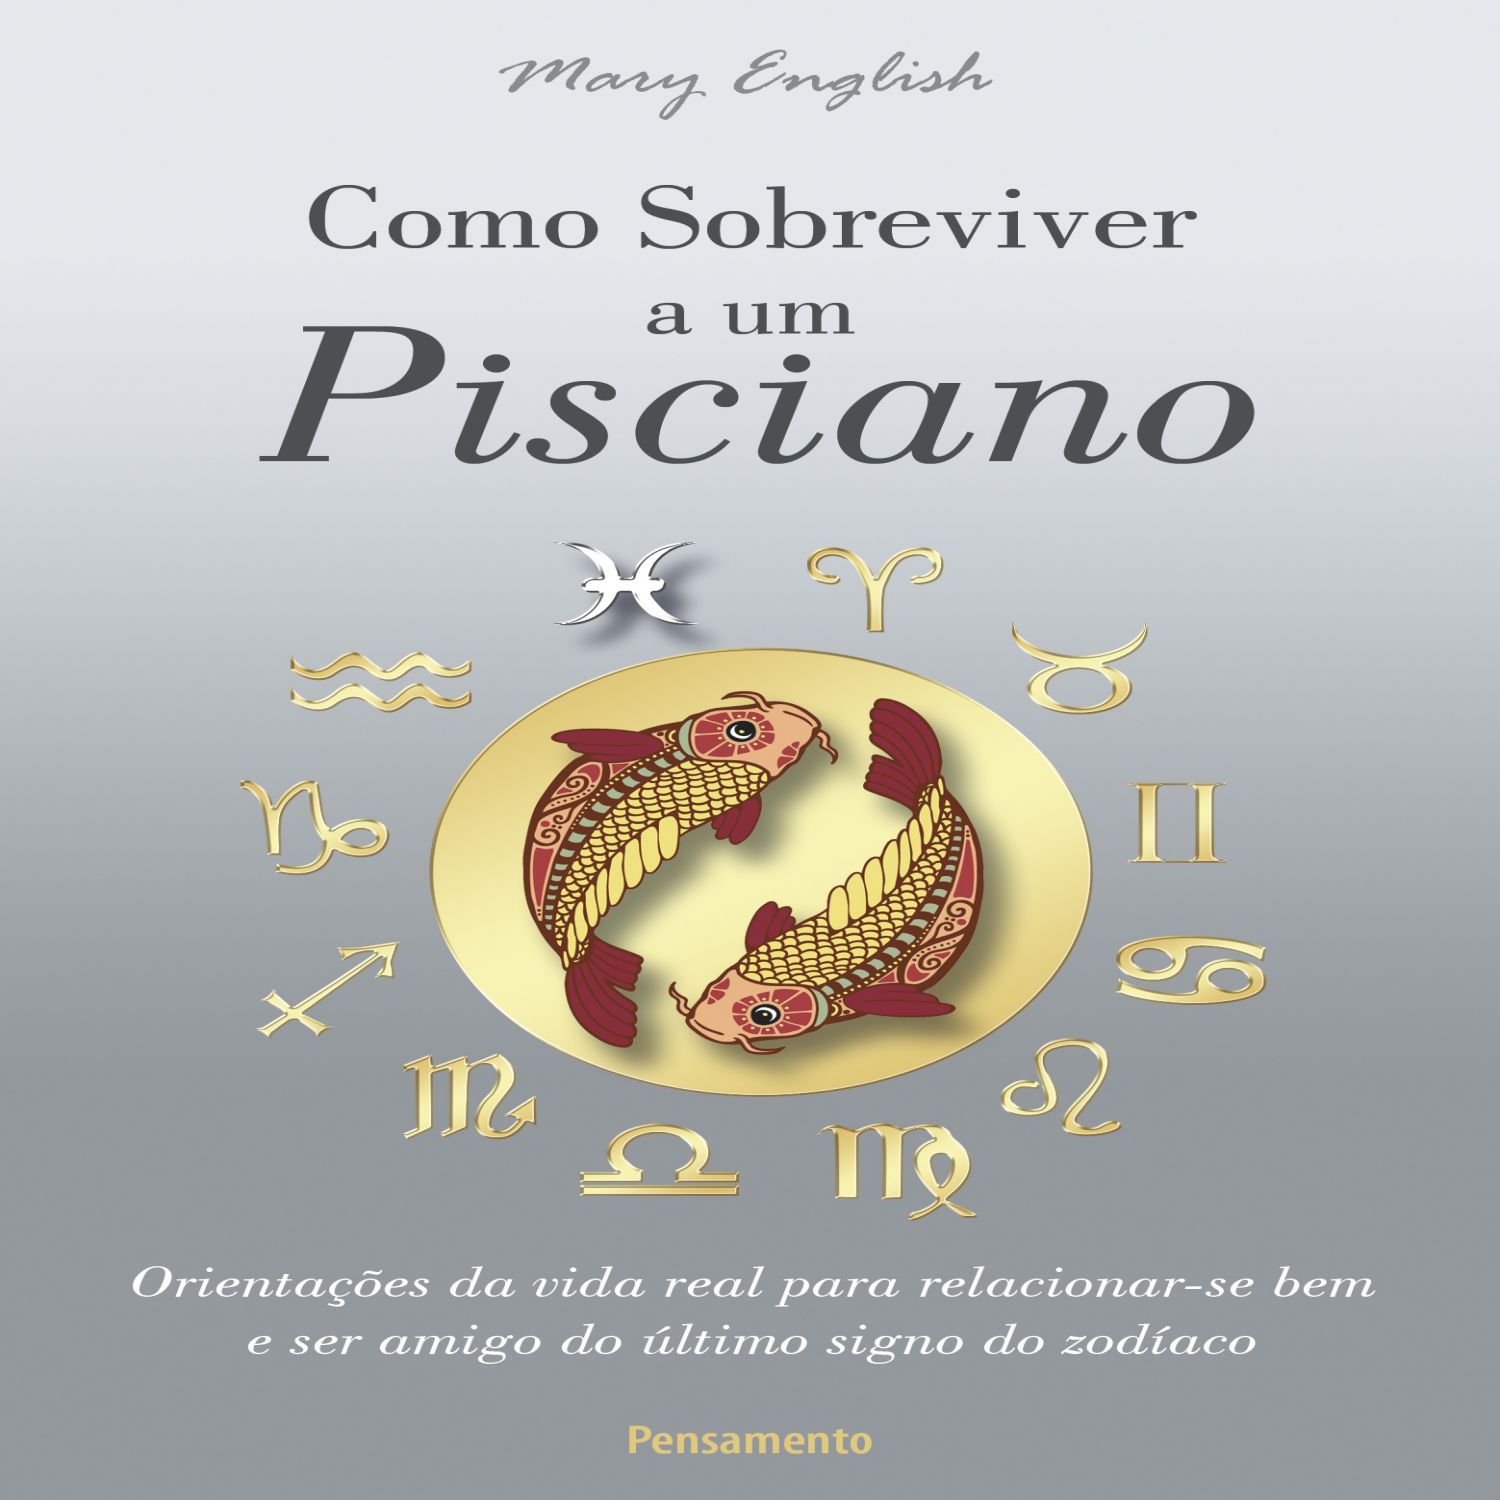 Mary English
Como Sobreviver
a um
Pisciano
Orientações da vida real para relacionar-se bem
e ser amigo do último signo do zodíaco
Pensamento